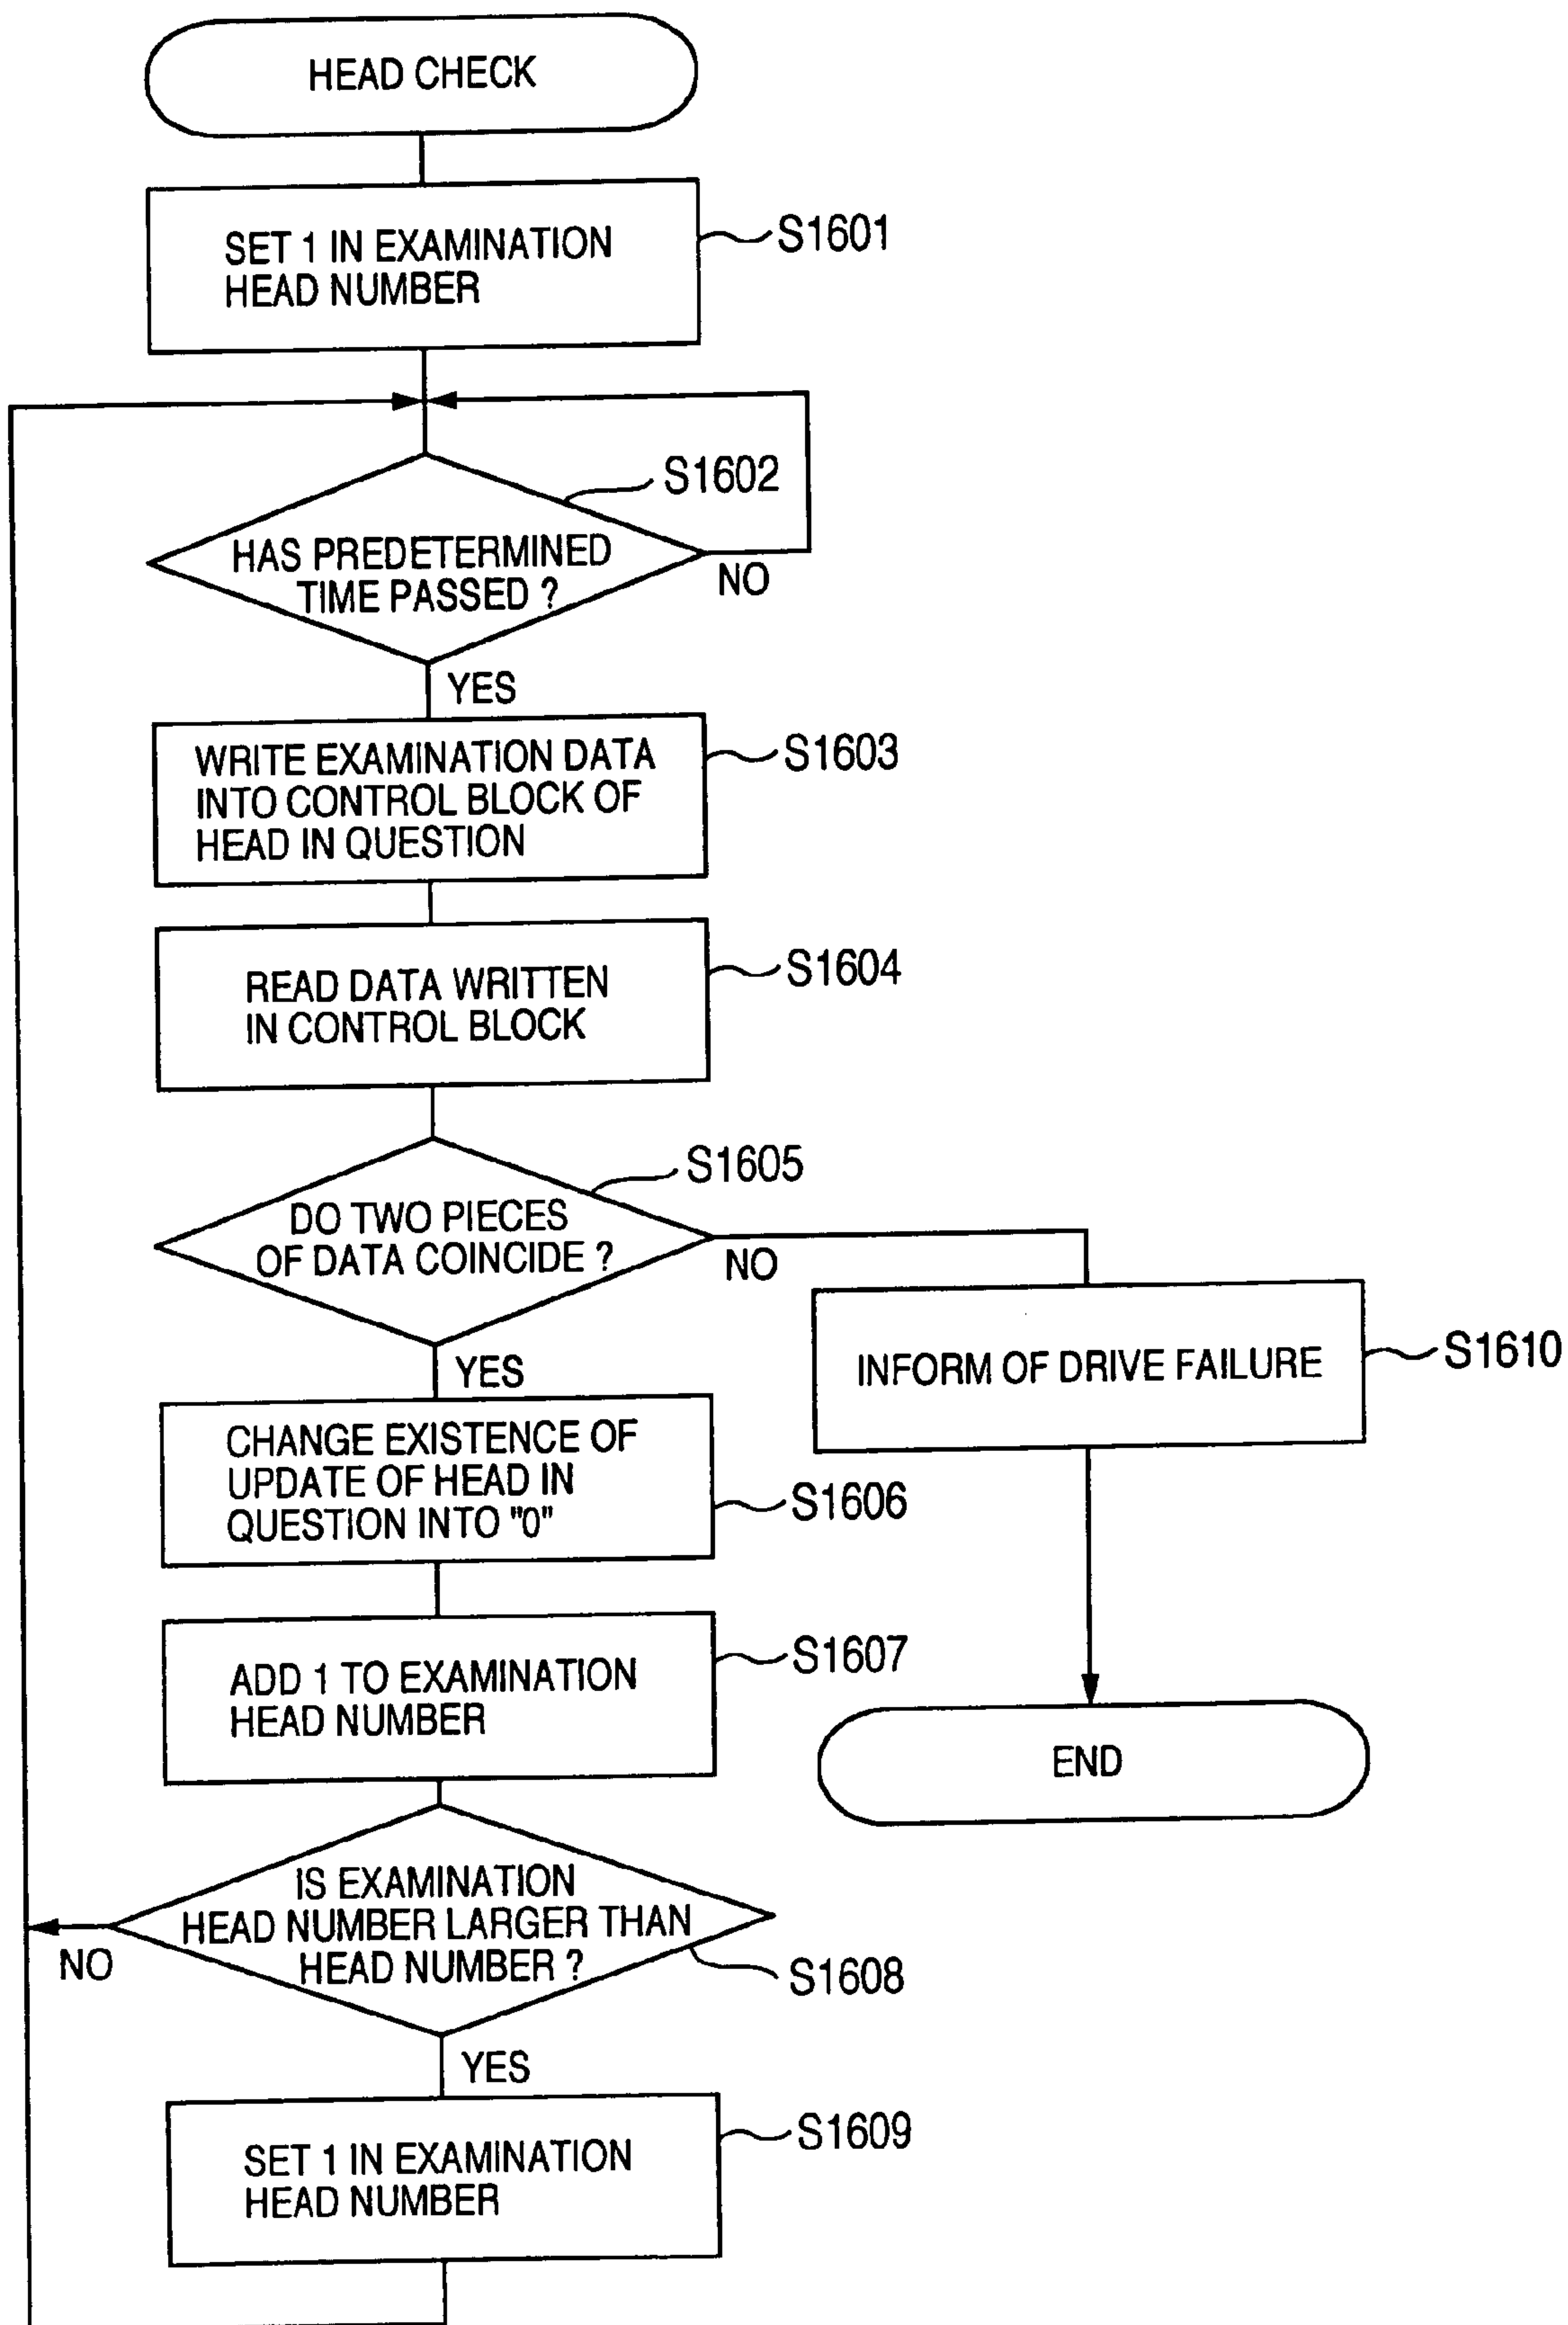 HEAD CHECK
SET 1 IN EXAMINATION
HEAD NUMBER
S1601
S1602
HAS PREDETERMINED
TIME PASSED ?
NO
YES
WRITE EXAMINATION DATA
INTO CONTROL BLOCK OF
HEAD IN QUESTION
S1603
READ DATA WRITTEN
IN CONTROL BLOCK
S1604
S1605
DO TWO PIECES
OF DATA COINCIDE ?
NO
YES
INFORM OF DRIVE FAILURE
S1610
CHANGE EXISTENCE OF
UPDATE OF HEAD IN
QUESTION INTO "0"
S1606
ADD 1 TO EXAMINATION
HEAD NUMBER
S1607
END
IS EXAMINATION
HEAD NUMBER LARGER THAN
HEAD NUMBER ?
NO
S1608
YES
SET 1 IN EXAMINATION
HEAD NUMBER
S1609